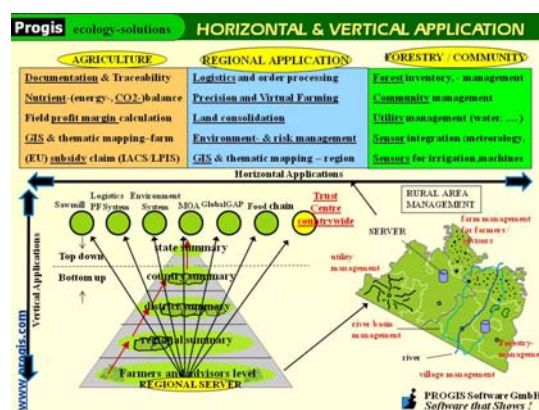 Progis ecology-solutions HORIZONTAL & VERTICAL APPLICATION
AGRICULTURE
Documentation & Traceability
Nutrient-(energy-, CO2-)balance
Field profit margin calculation
GIS & thematic mapping–farm
(EU) subsidy claim (IACS/LPIS)
REGIONAL APPLICATION
Logistics and order processing
Precision and Virtual Farming
Land consolidation
Environment- & risk management
GIS & thematic mapping – region
FORESTRY / COMMUNITY
Forest inventory, - management
Community management
Utility management (water, .... )
Sensor integration (meteorology,
Sensors for irrigation,machines
Horizontal Applications
Vertical Applications
Sawmill
Logistics
PF System
Environment
System
MOA
GlobalGAP
Food chain
Trust
Centre
countrywide
Top down
Bottom up
state summary
country summary
district summary
regional summary
Farmers and advisors level
REGIONAL SERVER
RURAL AREA
MANAGEMENT
SERVER
farm management
for farmers /
advisors
utility
management
river basin
management
river
village management
Forestry-
management
www.progis.com
PROGIS Software GmbH
Software that Shows !